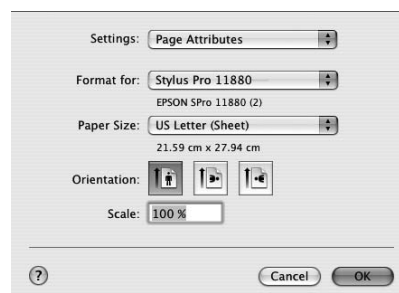 Settings: Page Attributes
Format for: Stylus Pro 11880
EPSON SPro 11880 (2)
Paper Size: US Letter (Sheet)
21.59 cm x 27.94 cm
Orientation:
Scale: 100 %
? Cancel OK